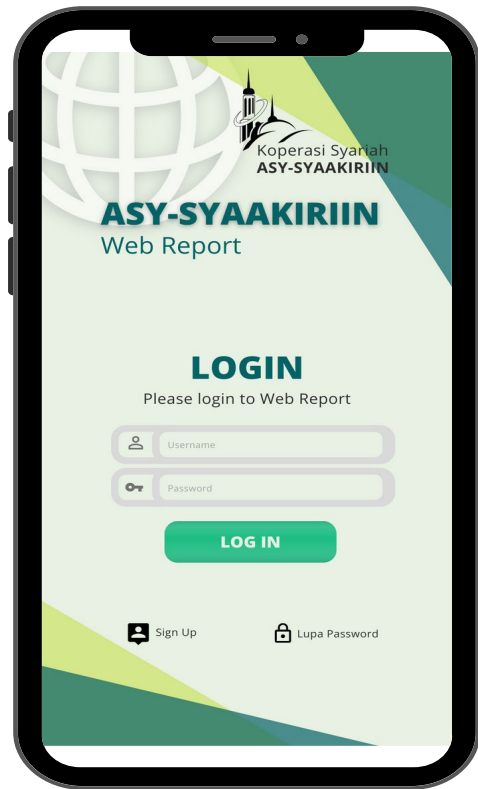 Koperasi Syariah
ASY-SYAAKIRIIN
ASY-SYAAKIRIIN
Web Report
LOGIN
Please login to Web Report
Username
Password
LOG IN
Sign Up
Lupa Password